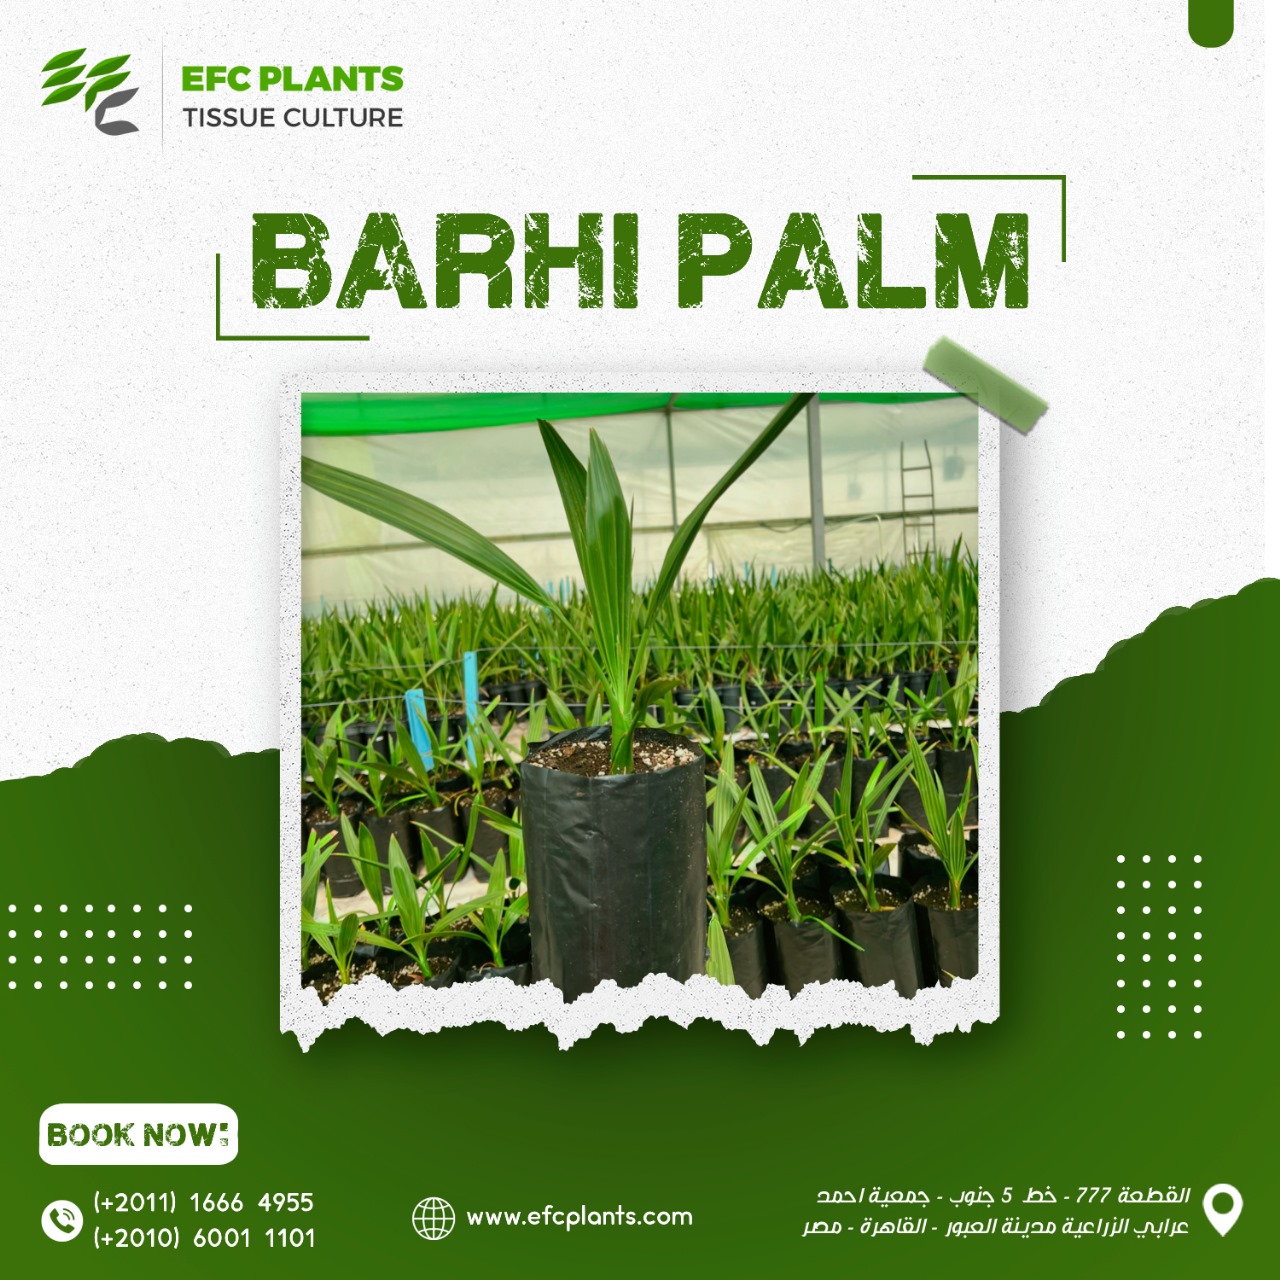 EFC PLANTS
TISSUE CULTURE
BARHI PALM
BOOK NOW:
(+2011) 1666 4955
(+2010) 6001 1101
www.efcplants.com
القطعة 777 - خط 5 جنوب - جمعية احمد
عرابي الزراعية مدينة العبور - القاهرة - مصر